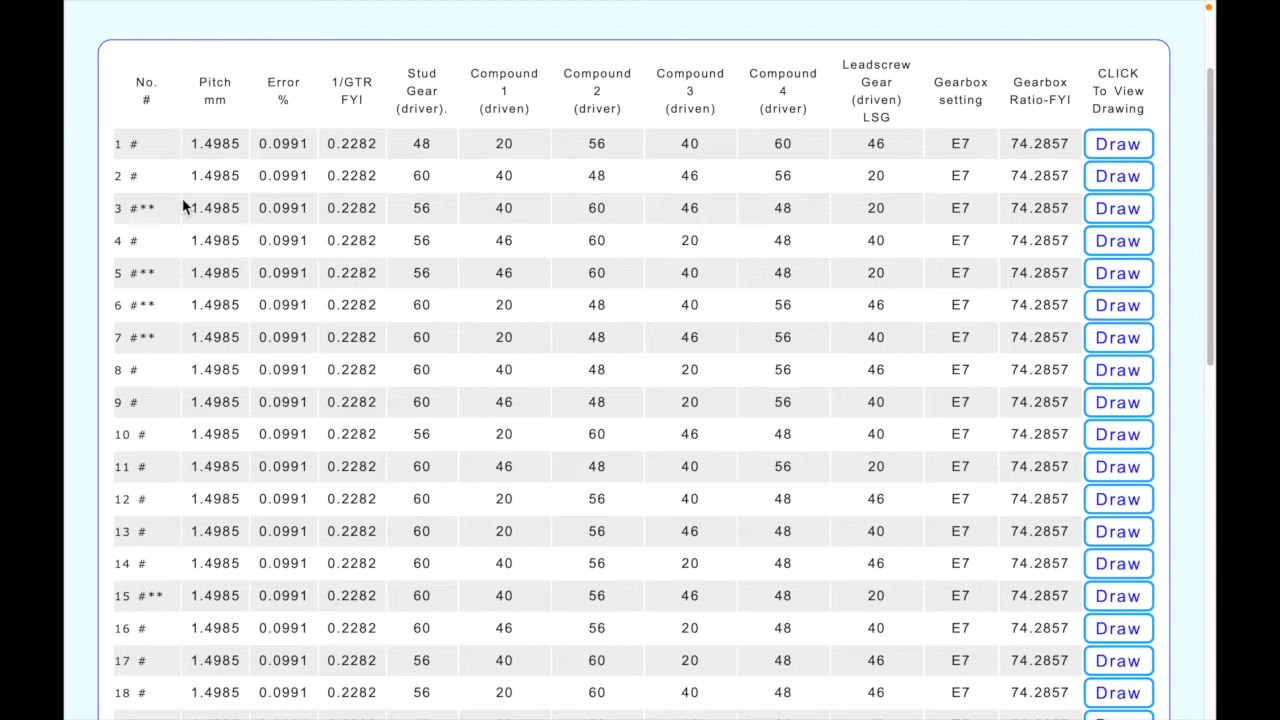 No. # Pitch mm Error % 1/GTR FYI Stud Gear (driver). Compound 1 (driven) Compound 2 (driver) Compound 3 (driven) Compound 4 (driver) Leadscrew Gear (driven) LSG Gearbox setting Gearbox Ratio-FYI CLICK To View Drawing
1 # 1.4985 0.0991 0.2282 48 20 56 40 60 46 E7 74.2857 Draw
2 # 1.4985 0.0991 0.2282 60 40 48 46 56 20 E7 74.2857 Draw
3 #** 1.4985 0.0991 0.2282 56 40 60 46 48 20 E7 74.2857 Draw
4 # 1.4985 0.0991 0.2282 56 46 60 20 48 40 E7 74.2857 Draw
5 #** 1.4985 0.0991 0.2282 56 46 60 40 48 20 E7 74.2857 Draw
6 #** 1.4985 0.0991 0.2282 60 20 48 40 56 46 E7 74.2857 Draw
7 #** 1.4985 0.0991 0.2282 60 20 48 46 56 40 E7 74.2857 Draw
8 # 1.4985 0.0991 0.2282 60 40 48 20 56 46 E7 74.2857 Draw
9 # 1.4985 0.0991 0.2282 60 46 48 20 56 40 E7 74.2857 Draw
10 # 1.4985 0.0991 0.2282 56 20 60 46 48 40 E7 74.2857 Draw
11 # 1.4985 0.0991 0.2282 60 46 48 40 56 20 E7 74.2857 Draw
12 # 1.4985 0.0991 0.2282 60 20 56 40 48 46 E7 74.2857 Draw
13 # 1.4985 0.0991 0.2282 60 20 56 46 48 40 E7 74.2857 Draw
14 # 1.4985 0.0991 0.2282 60 40 56 20 48 46 E7 74.2857 Draw
15 #** 1.4985 0.0991 0.2282 60 40 56 46 48 20 E7 74.2857 Draw
16 # 1.4985 0.0991 0.2282 60 46 56 20 48 40 E7 74.2857 Draw
17 # 1.4985 0.0991 0.2282 56 40 60 20 48 46 E7 74.2857 Draw
18 # 1.4985 0.0991 0.2282 56 20 60 40 48 46 E7 74.2857 Draw